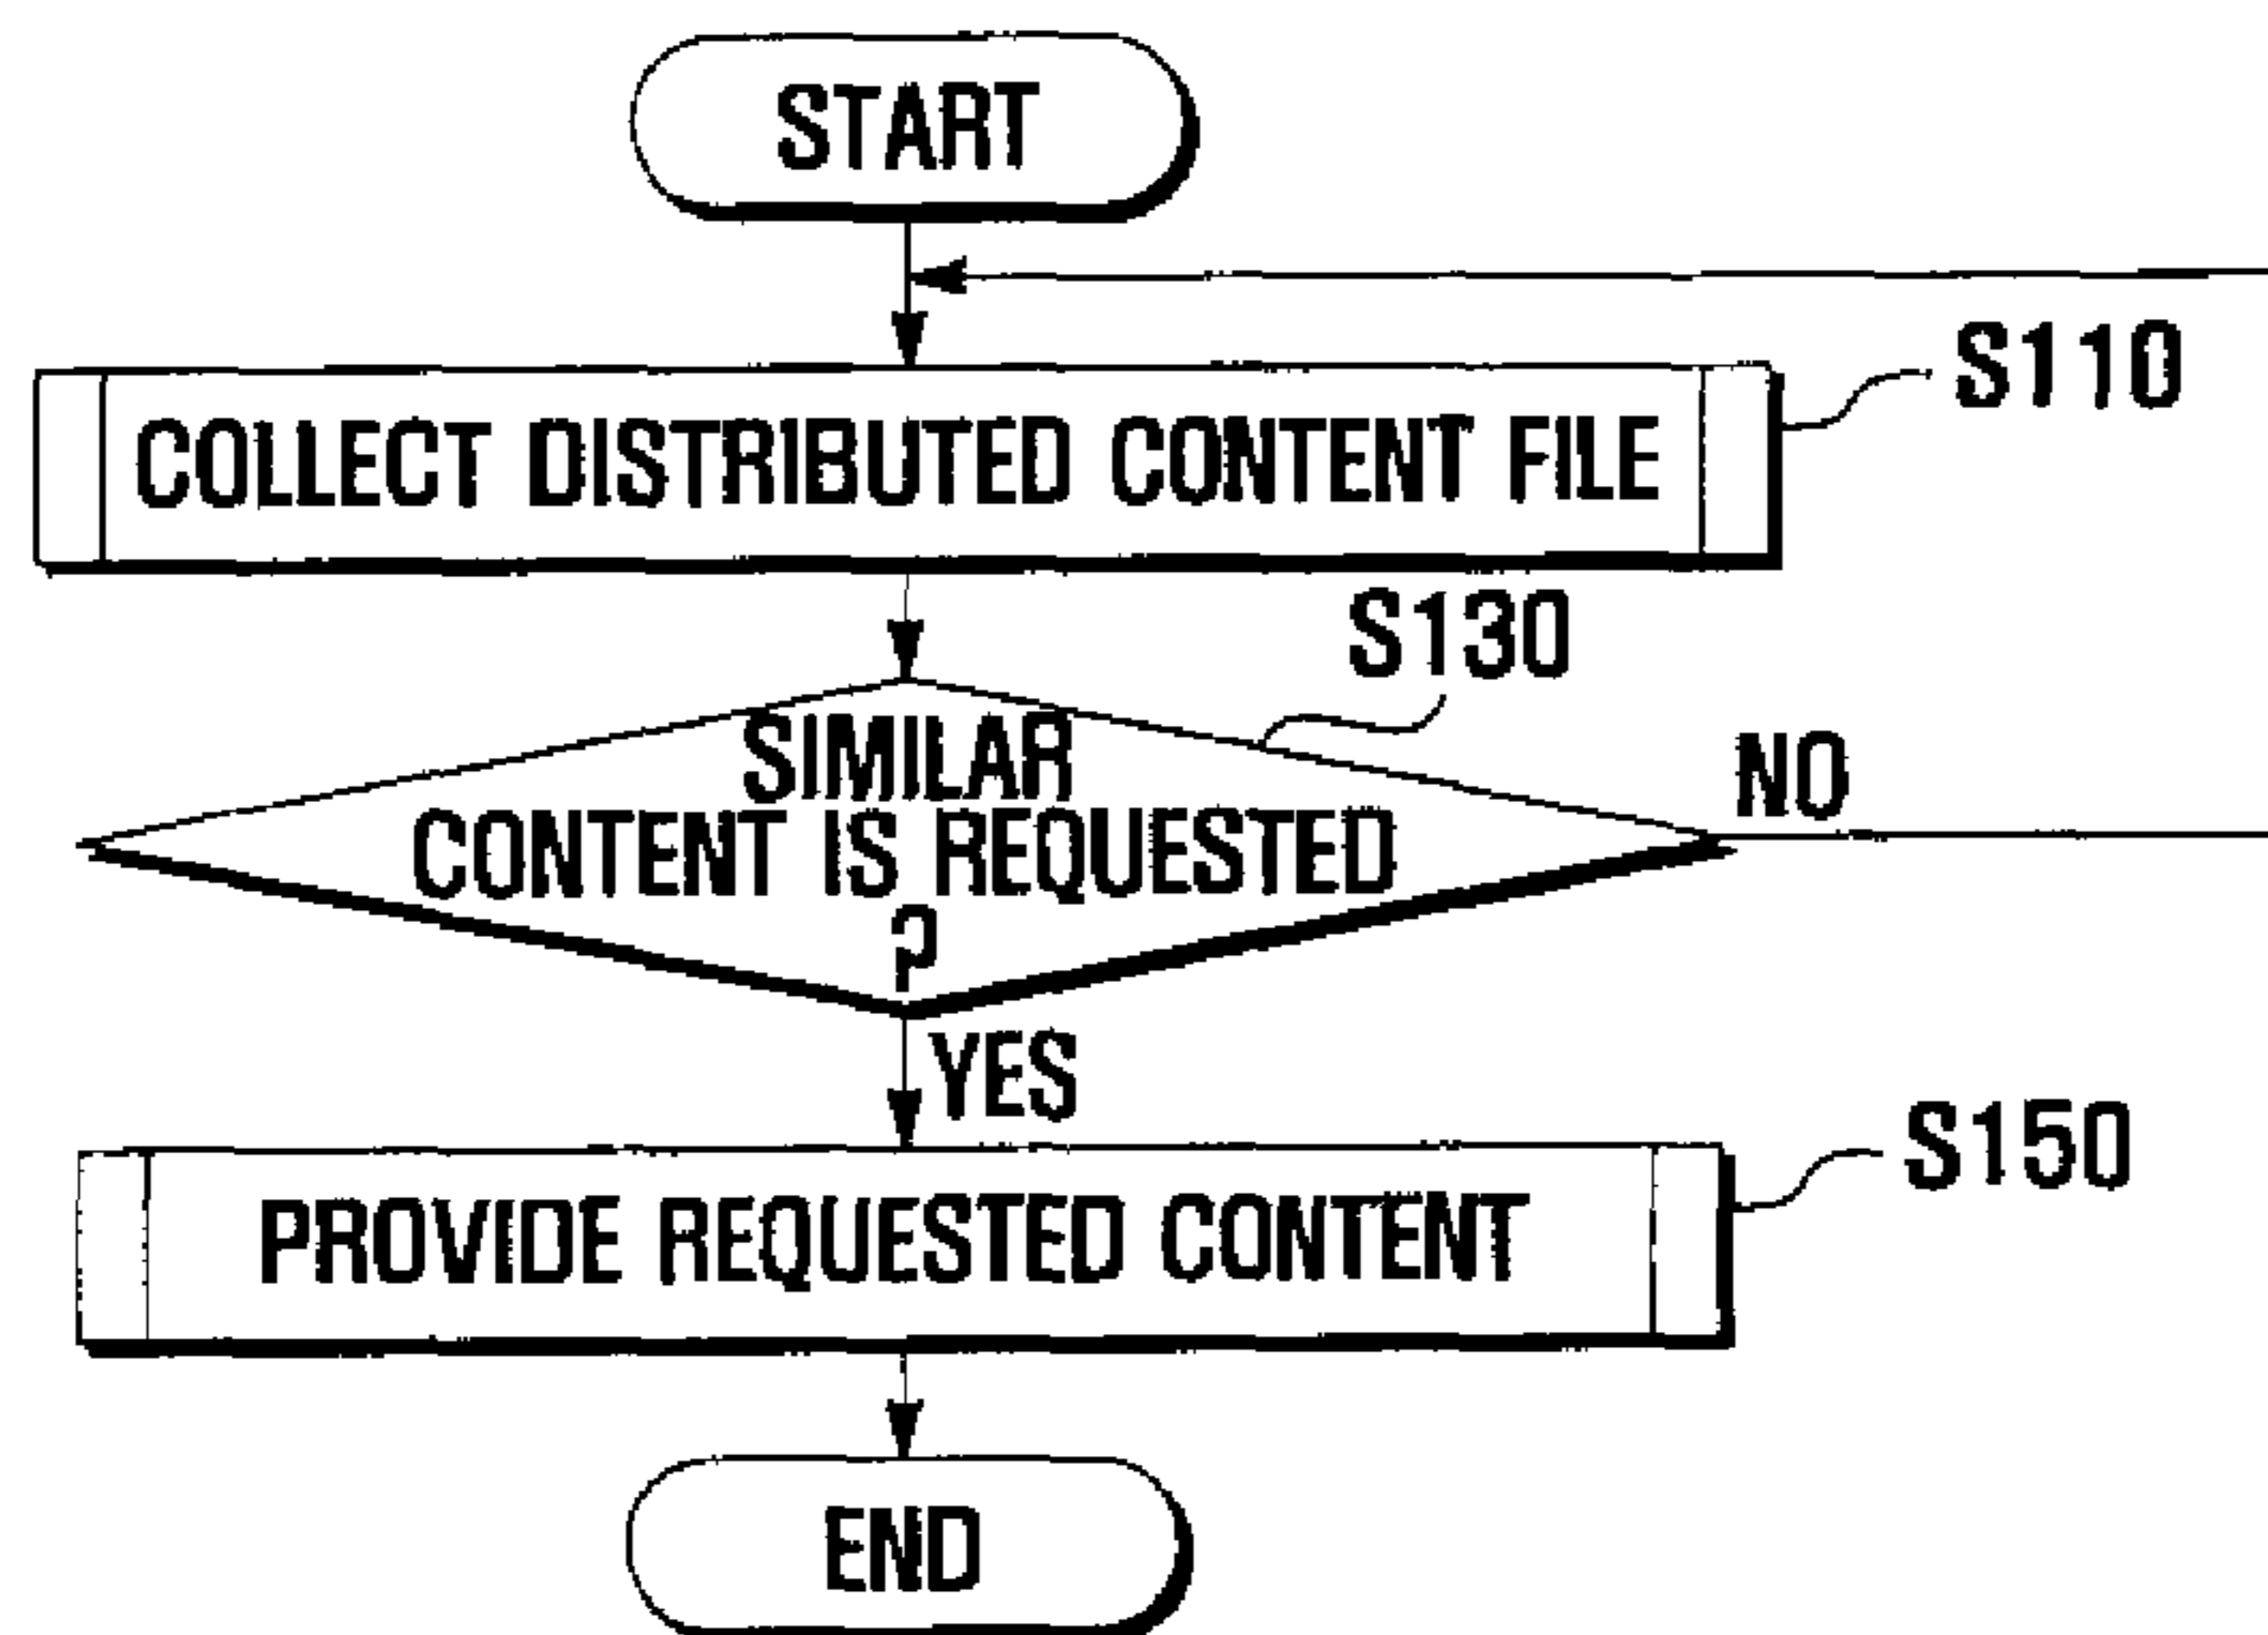 START
S110
COLLECT DISTRIBUTED CONTENT FILE
S130
SIMILAR
CONTENT IS REQUESTED
?
NO
YES
S150
PROVIDE REQUESTED CONTENT
END